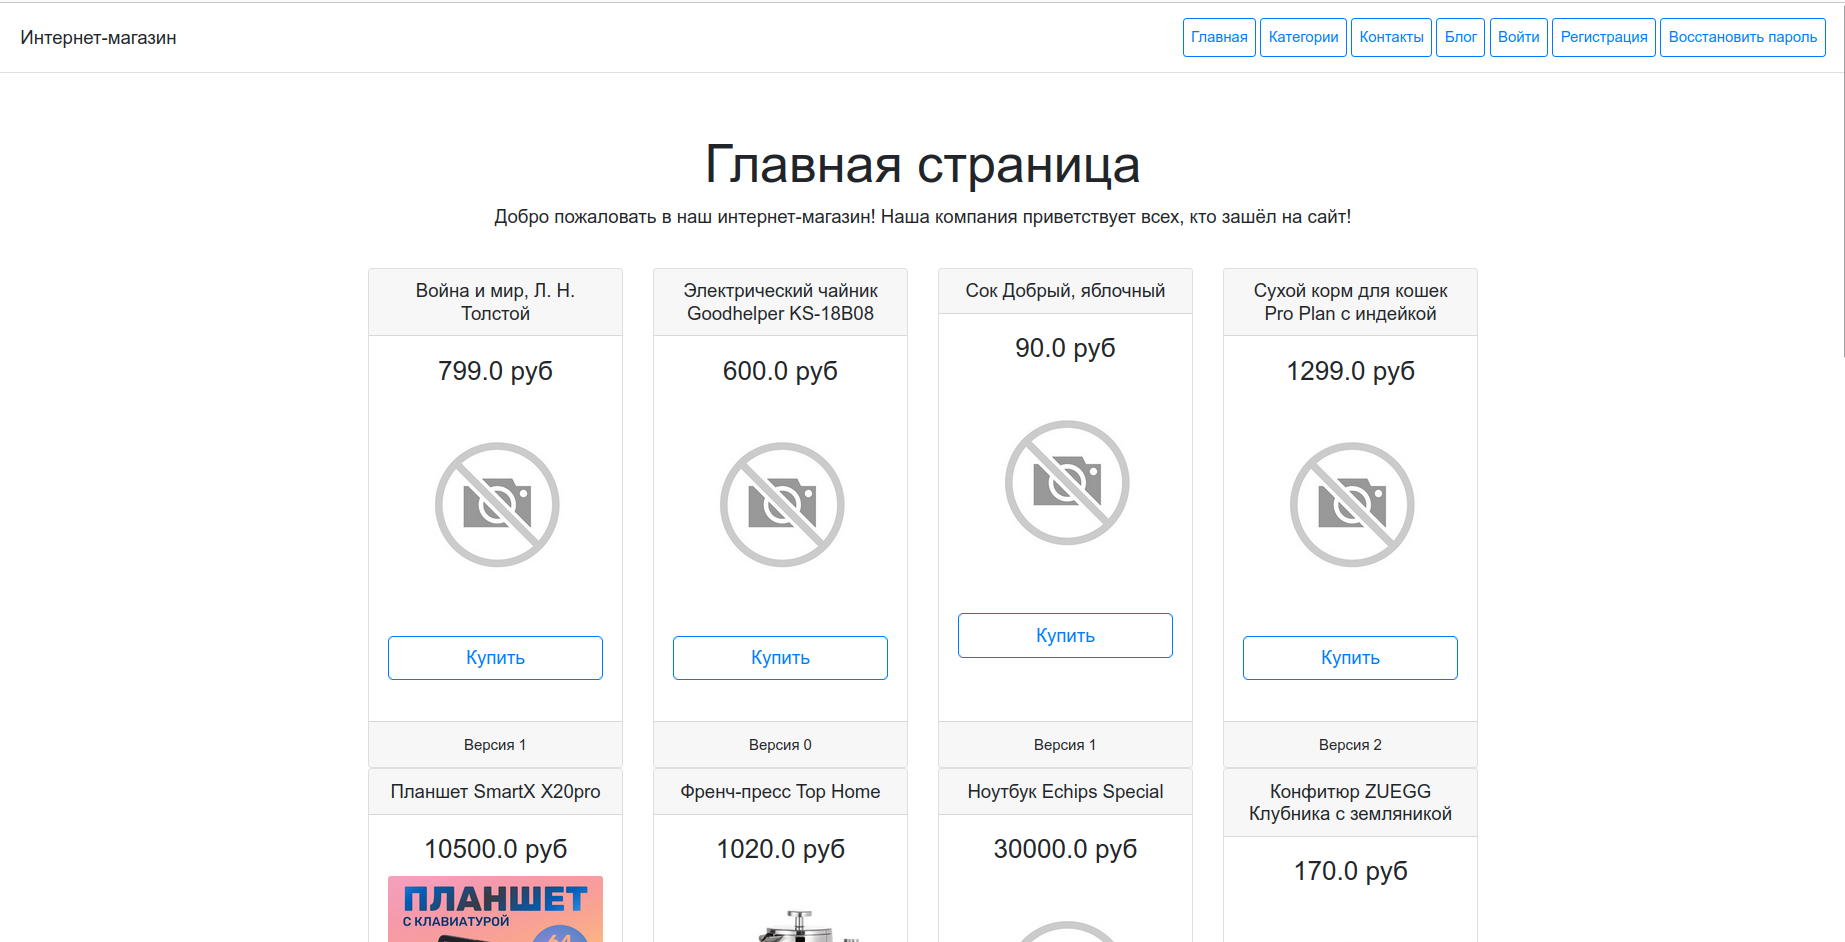 Интернет-магазин
Главная Категории Контакты Блог Войти Регистрация Восстановить пароль
Главная страница
Добро пожаловать в наш интернет-магазин! Наша компания приветствует всех, кто зашёл на сайт!
Война и мир, Л. Н.
Толстой
799.0 руб
Купить
Версия 1
Электрический чайник
Goodhelper KS-18B08
600.0 руб
Купить
Версия 0
Сок Добрый, яблочный
90.0 руб
Купить
Версия 1
Сухой корм для кошек
Pro Plan с индейкой
1299.0 руб
Купить
Версия 2
Планшет SmartX X20pro
10500.0 руб
ПЛАНШЕТ
С КЛАВИАТУРОЙ
64
Френч-пресс Top Home
1020.0 руб
Ноутбук Echips Special
30000.0 руб
Конфитюр ZUEGG
Клубника с земляникой
170.0 руб